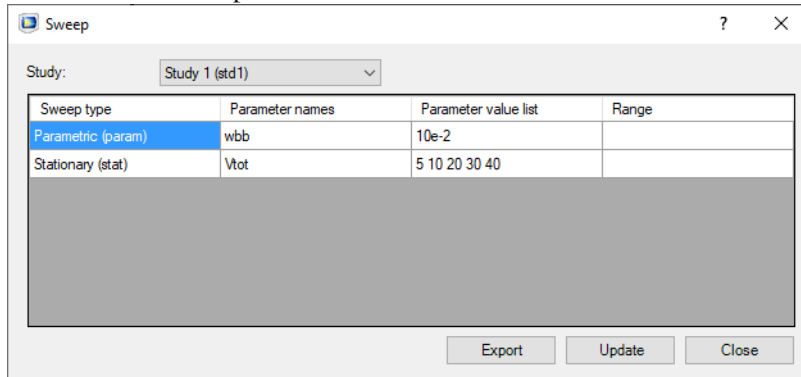 Sweep ? X
Study: Study 1 (std1)
Sweep type Parameter names Parameter value list Range
Parametric (param) wbb 10e-2
Stationary (stat) Vtot 5 10 20 30 40
Export Update Close